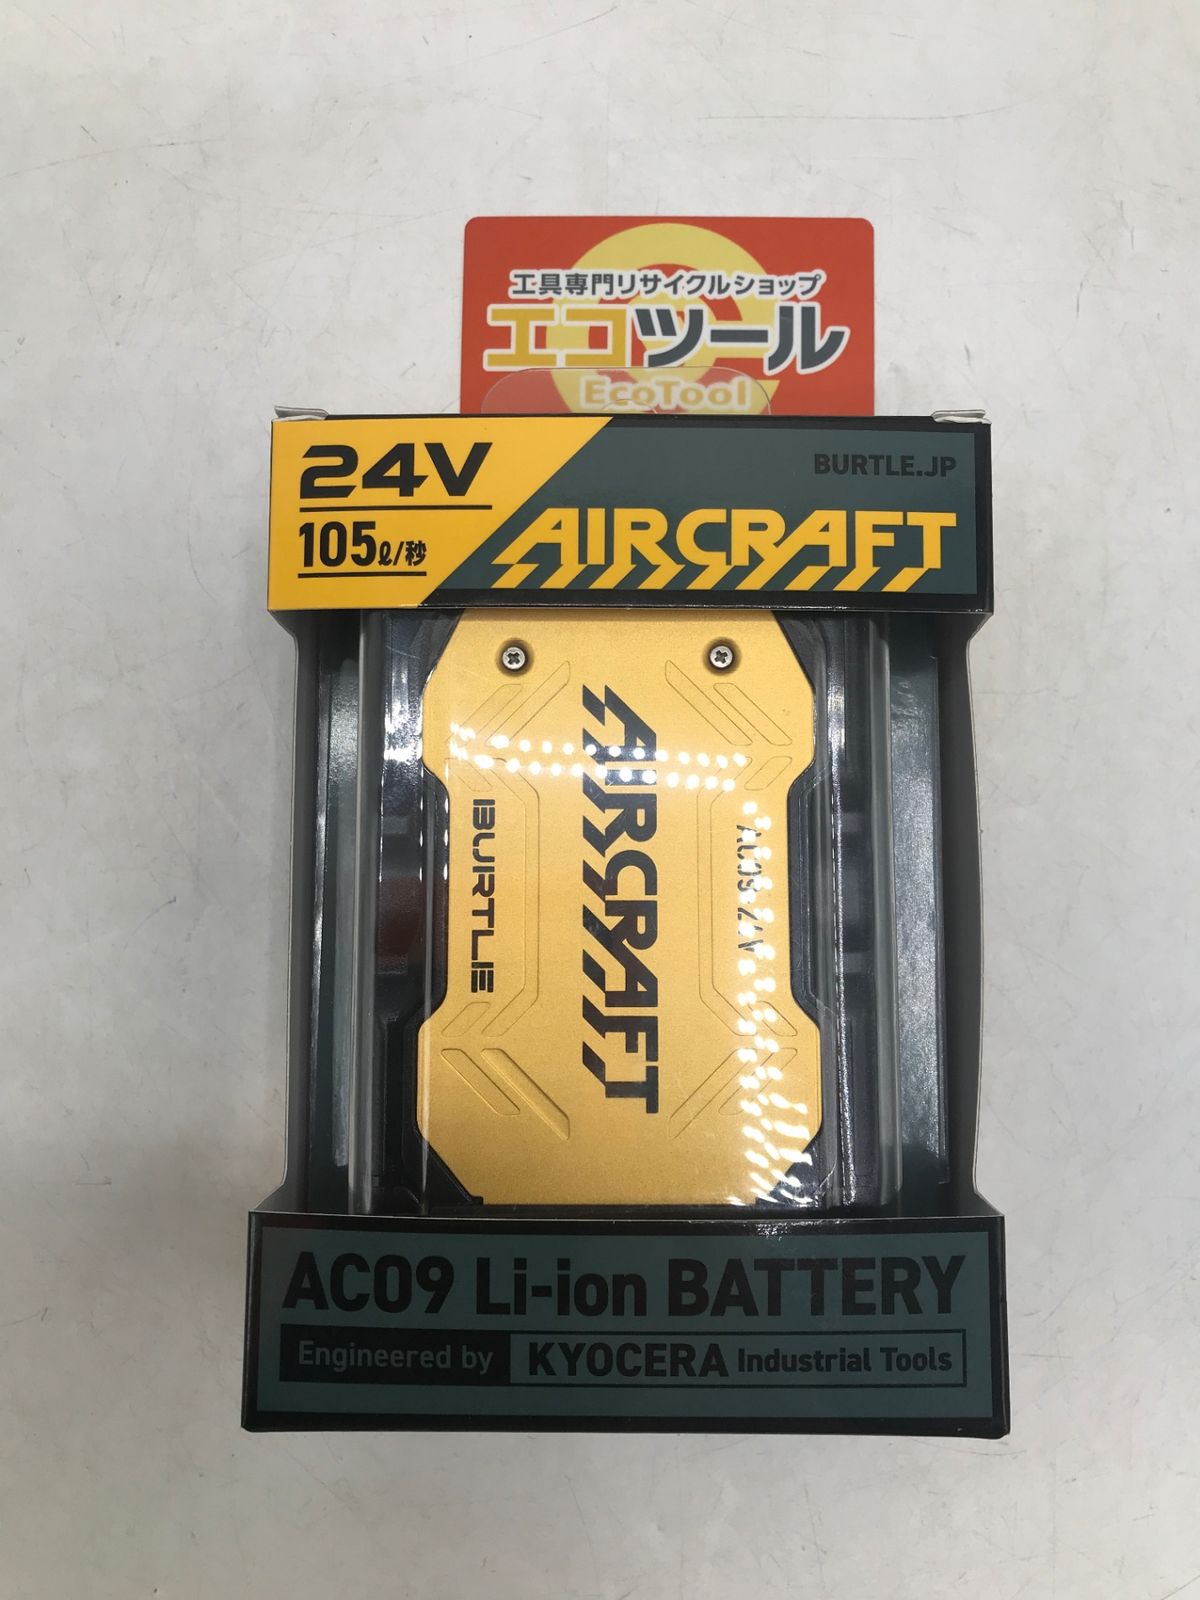 工具専門リサイクルショップ
エコツール
EcoTool
24V
105ℓ/秒
BURTLE.JP
AIRCRAFT
AIRCRAFT
BURTLE
AC09 24V
AC09 Li-ion BATTERY
Engineered by KYOCERA Industrial Tools